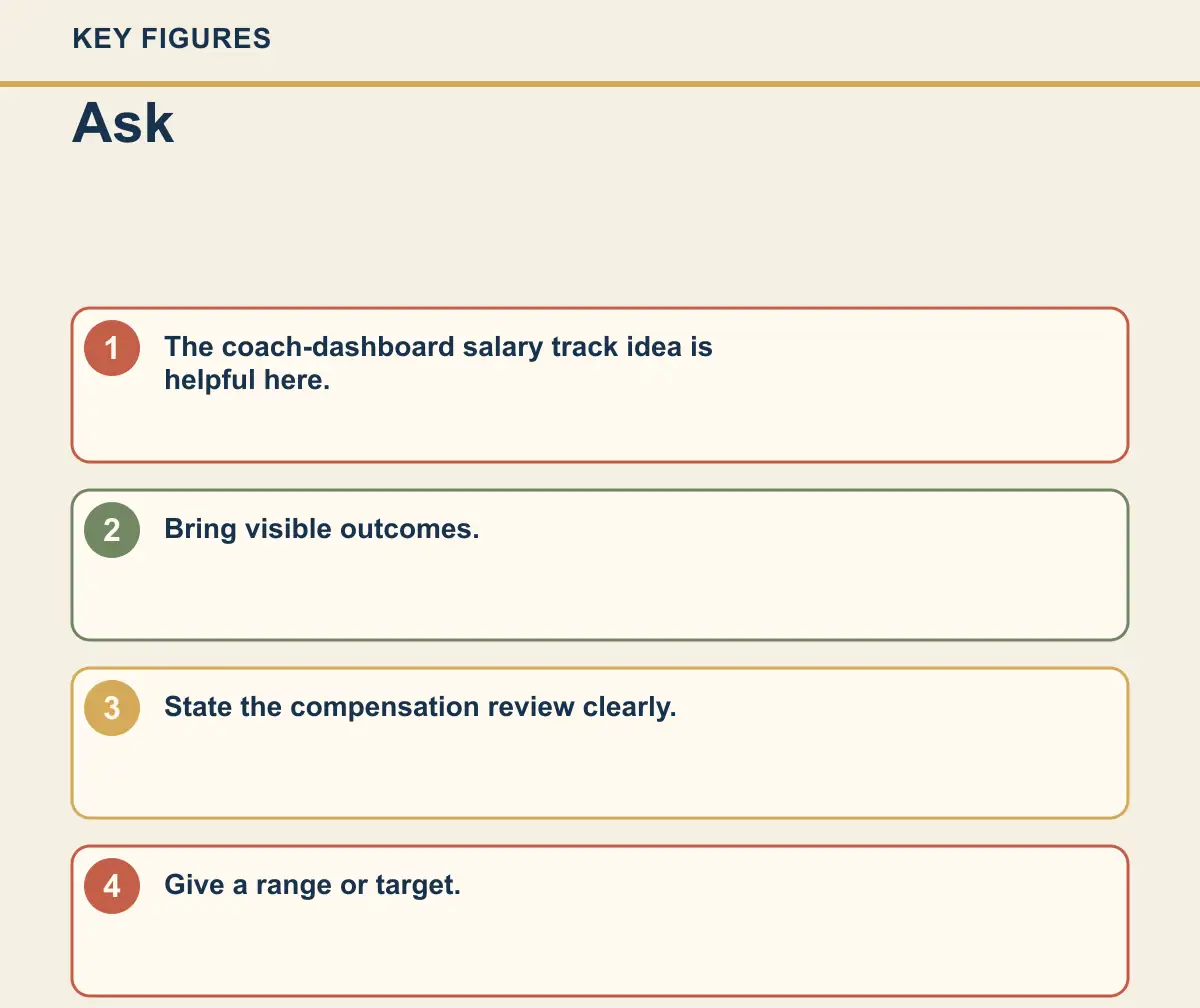 KEY FIGURES
Ask
1
The coach-dashboard salary track idea is
helpful here.
2
Bring visible outcomes.
3
State the compensation review clearly.
4
Give a range or target.